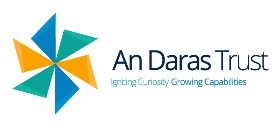 An Daras Trust
Igniting Curiosity Growing Capabilities